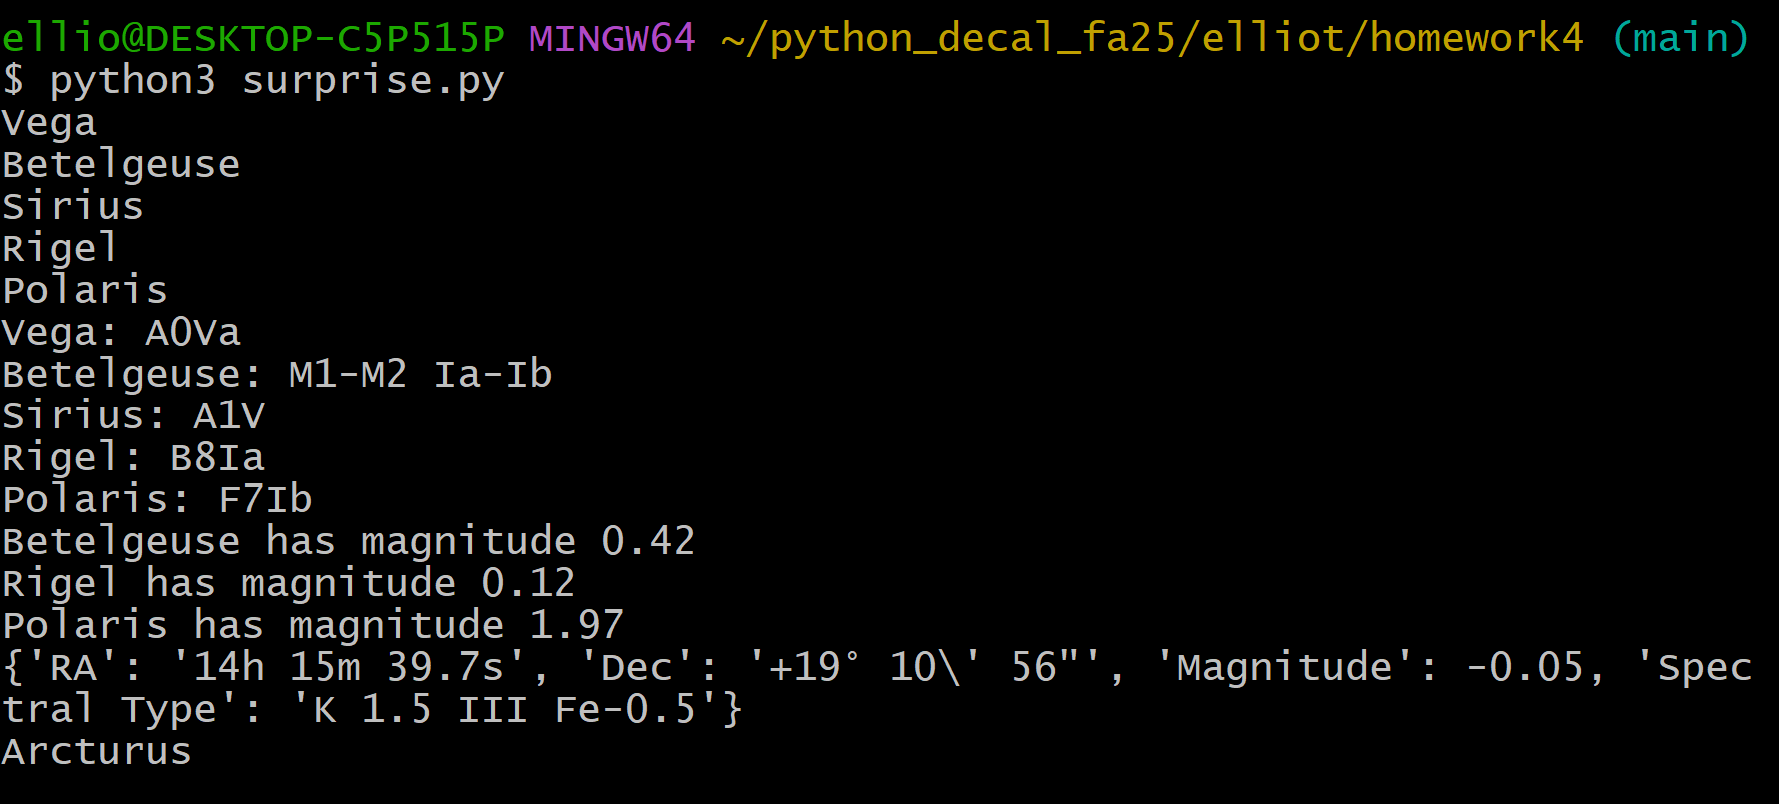 ellio@DESKTOP-C5P515P MINGW64 ~/python_decal_fa25/elliot/homework4 (main)
$ python3 surprise.py
Vega
Betelgeuse
Sirius
Rigel
Polaris
Vega: A0Va
Betelgeuse: M1-M2 Ia-Ib
Sirius: A1V
Rigel: B8Ia
Polaris: F7Ib
Betelgeuse has magnitude 0.42
Rigel has magnitude 0.12
Polaris has magnitude 1.97
{'RA': '14h 15m 39.7s', 'Dec': '+19° 10\' 56"', 'Magnitude': -0.05, 'Spec
tral Type': 'K 1.5 III Fe-0.5'}
Arcturus